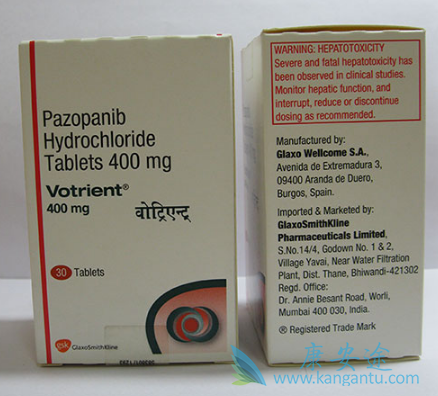 Pazopanib
Hydrochloride
Tablets 400 mg
Votrient®
400 mg
वोट्रिएन्ट्
30 Tablets
gsk GlaxoSmithKline
WARNING: HEPATOTOXICITY
Severe and fatal hepatotoxicity has
been observed in clinical studies.
Monitor hepatic function, and
interrupt, reduce or discontinue
dosing as recommended.
Manufactured by:
Glaxo Wellcome S.A.,
Avenida de Extremadura 3,
09400 Aranda de Duero,
Burgos, Spain.
Imported & Marketed by:
GlaxoSmithKline
Pharmaceuticals Limited,
S.No.14/4, Godown No. 1 & 2,
Village Yavai, Near Water Filtration
Plant, Dist. Thane, Bhiwandi-421302
Regd. Office:
Dr. Annie Besant Road, Worli,
Mumbai 400 030, India.
® Registered Trade Mark
康安途
www.kangantu.com